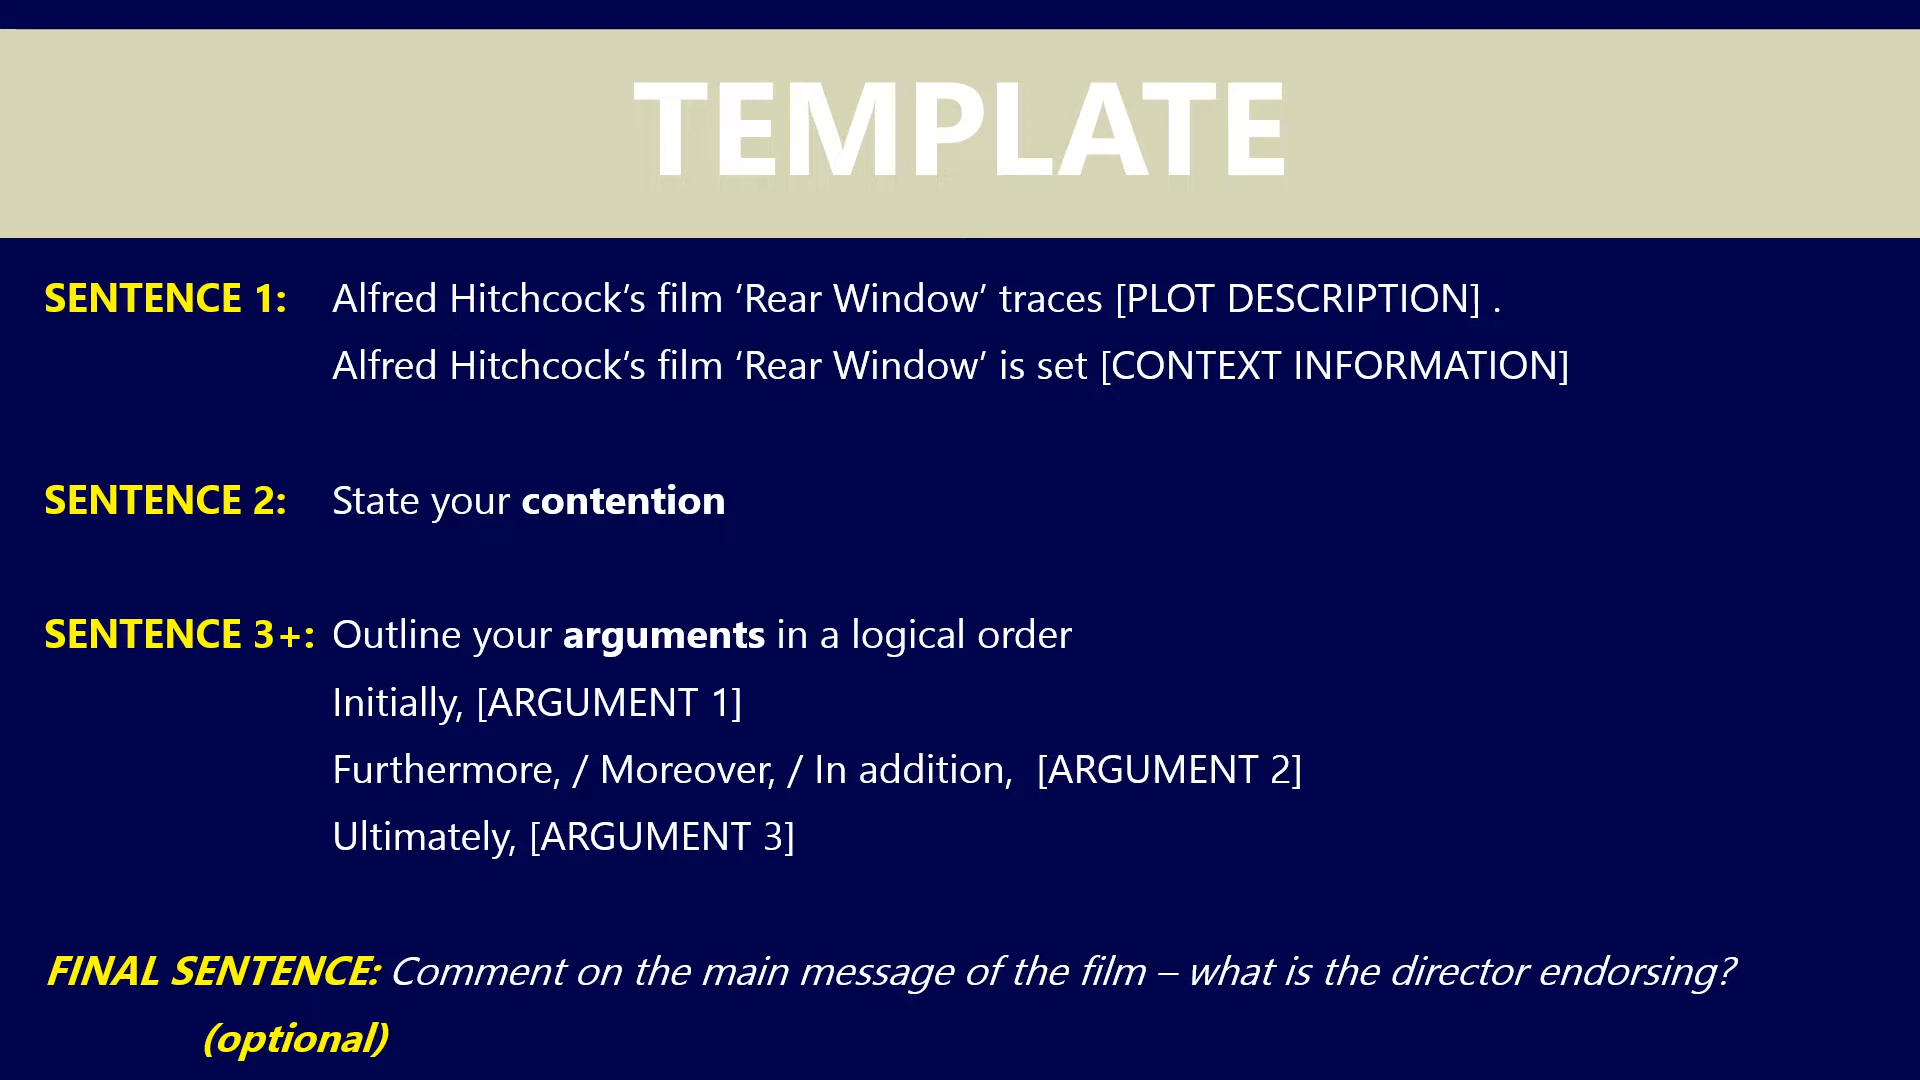 TEMPLATE
SENTENCE 1: Alfred Hitchcock’s film ‘Rear Window’ traces [PLOT DESCRIPTION] .
Alfred Hitchcock’s film ‘Rear Window’ is set [CONTEXT INFORMATION]
SENTENCE 2: State your contention
SENTENCE 3+: Outline your arguments in a logical order
Initially, [ARGUMENT 1]
Furthermore, / Moreover, / In addition, [ARGUMENT 2]
Ultimately, [ARGUMENT 3]
FINAL SENTENCE: Comment on the main message of the film – what is the director endorsing?
(optional)